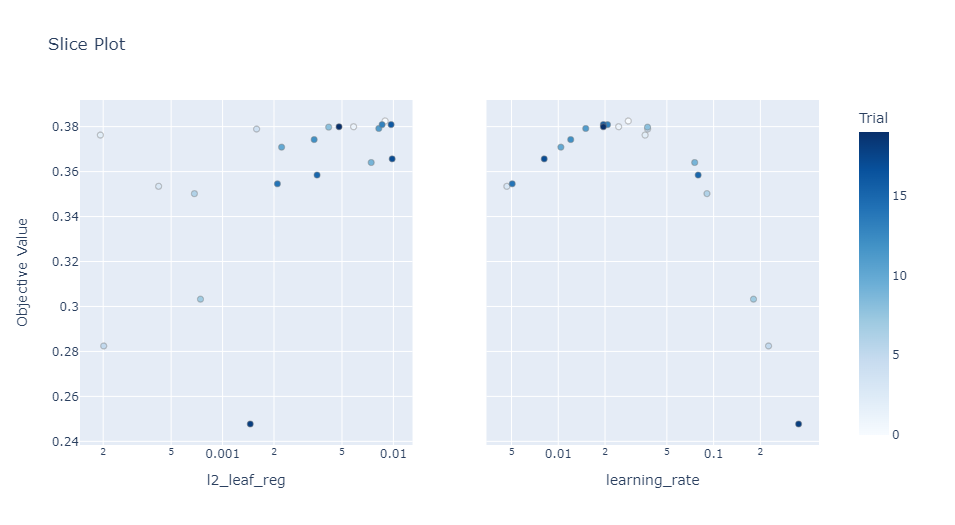 Slice Plot
Objective Value
0.38
0.36
0.34
0.32
0.3
0.28
0.26
0.24
2 5 0.001 2 5 0.01
l2_leaf_reg
5 0.01 2 5 0.1 2
learning_rate
Trial
15
10
5
0